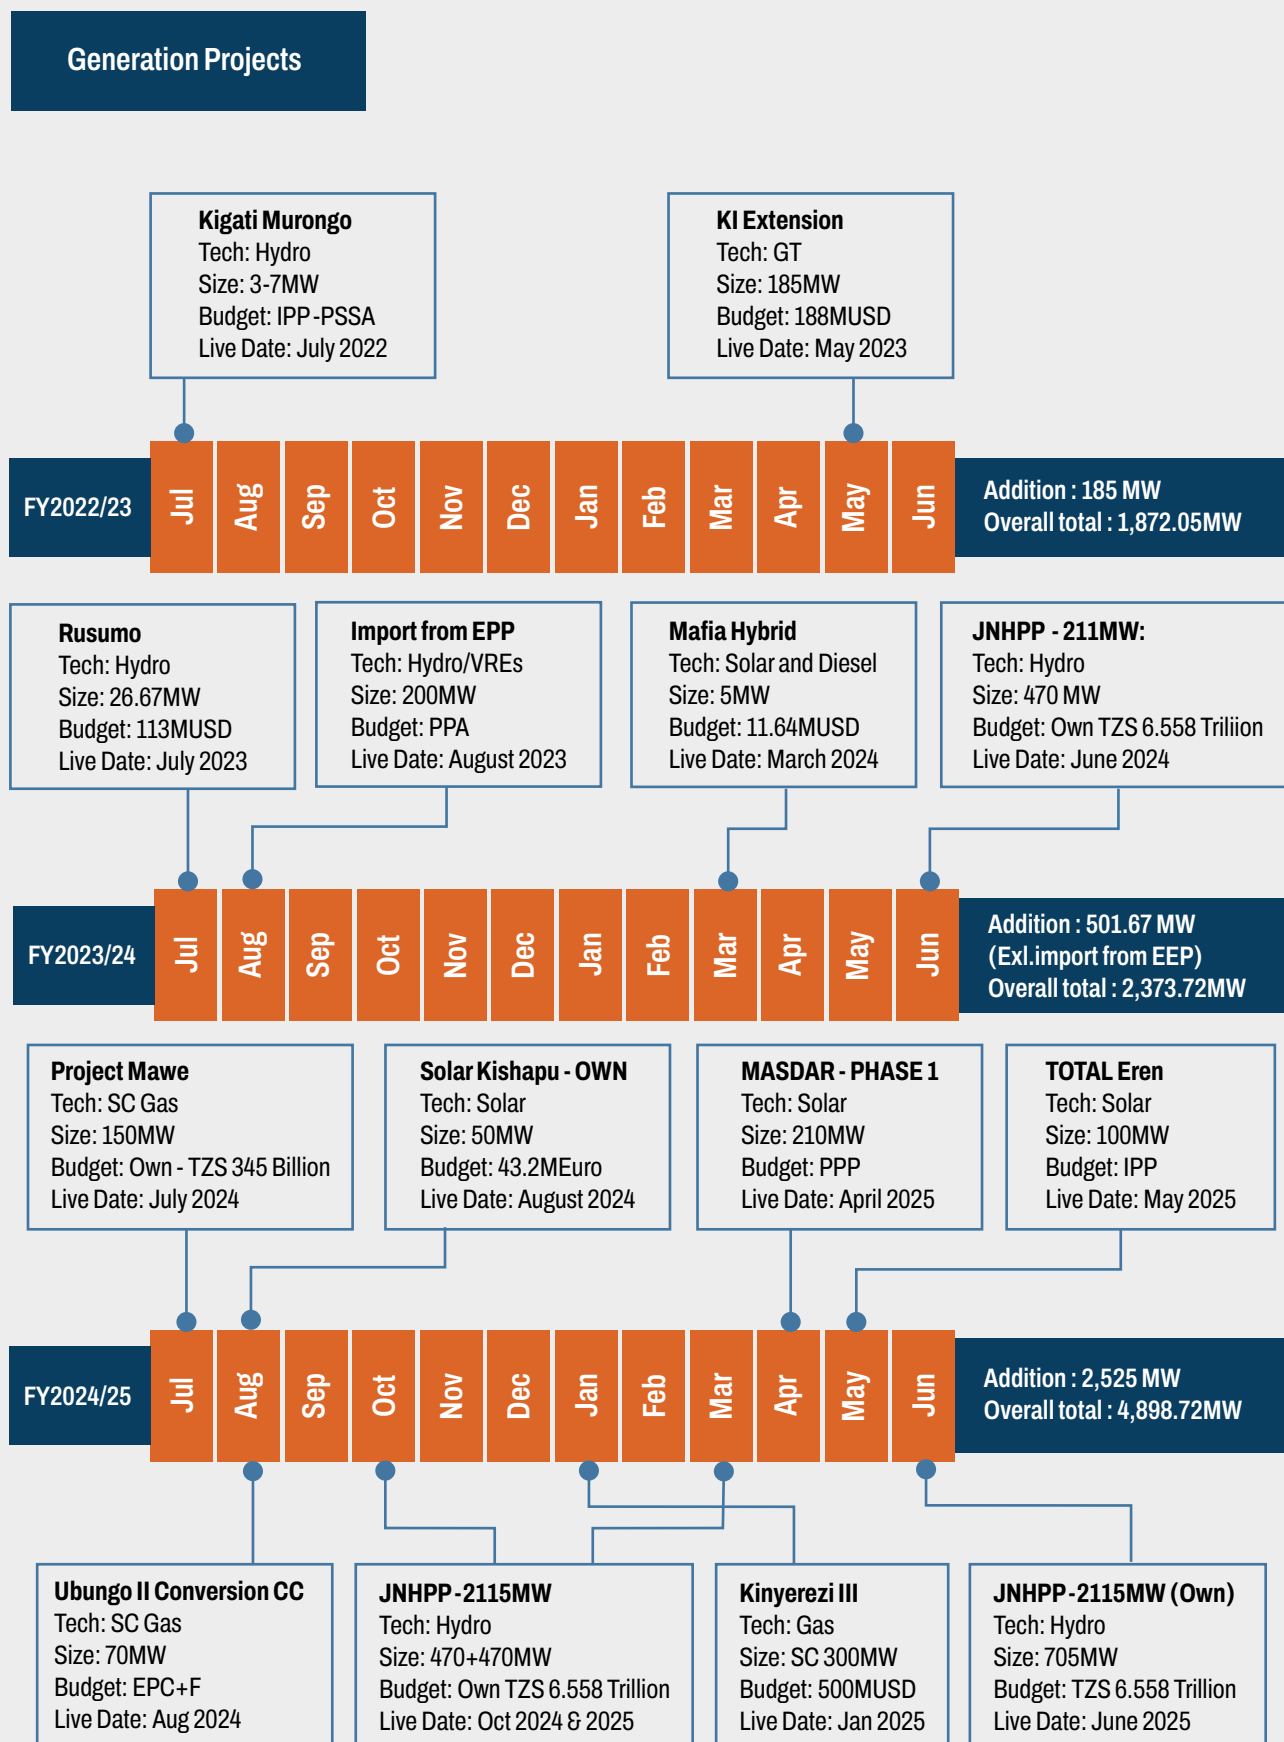 Generation Projects
Kigati Murongo
Tech: Hydro
Size: 3-7MW
Budget: IPP -PSSA
Live Date: July 2022
KI Extension
Tech: GT
Size: 185MW
Budget: 188MUSD
Live Date: May 2023
FY2022/23
Jul
Aug
Sep
Oct
Nov
Dec
Jan
Feb
Mar
Apr
May
Jun
Addition : 185 MW
Overall total : 1,872.05MW
Rusumo
Tech: Hydro
Size: 26.67MW
Budget: 113MUSD
Live Date: July 2023
Import from EPP
Tech: Hydro/VREs
Size: 200MW
Budget: PPA
Live Date: August 2023
Mafia Hybrid
Tech: Solar and Diesel
Size: 5MW
Budget: 11.64MUSD
Live Date: March 2024
JNHPP - 211MW:
Tech: Hydro
Size: 470 MW
Budget: Own TZS 6.558 Triliion
Live Date: June 2024
FY2023/24
Jul
Aug
Sep
Oct
Nov
Dec
Jan
Feb
Mar
Apr
May
Jun
Addition : 501.67 MW
(Exl.import from EEP)
Overall total : 2,373.72MW
Project Mawe
Tech: SC Gas
Size: 150MW
Budget: Own - TZS 345 Billion
Live Date: July 2024
Solar Kishapu - OWN
Tech: Solar
Size: 50MW
Budget: 43.2MEuro
Live Date: August 2024
MASDAR - PHASE 1
Tech: Solar
Size: 210MW
Budget: PPP
Live Date: April 2025
TOTAL Eren
Tech: Solar
Size: 100MW
Budget: IPP
Live Date: May 2025
FY2024/25
Jul
Aug
Sep
Oct
Nov
Dec
Jan
Feb
Mar
Apr
May
Jun
Addition : 2,525 MW
Overall total : 4,898.72MW
Ubungo II Conversion CC
Tech: SC Gas
Size: 70MW
Budget: EPC+F
Live Date: Aug 2024
JNHPP -2115MW
Tech: Hydro
Size: 470+470MW
Budget: Own TZS 6.558 Trillion
Live Date: Oct 2024 & 2025
Kinyerezi III
Tech: Gas
Size: SC 300MW
Budget: 500MUSD
Live Date: Jan 2025
JNHPP -2115MW (Own)
Tech: Hydro
Size: 705MW
Budget: TZS 6.558 Trillion
Live Date: June 2025